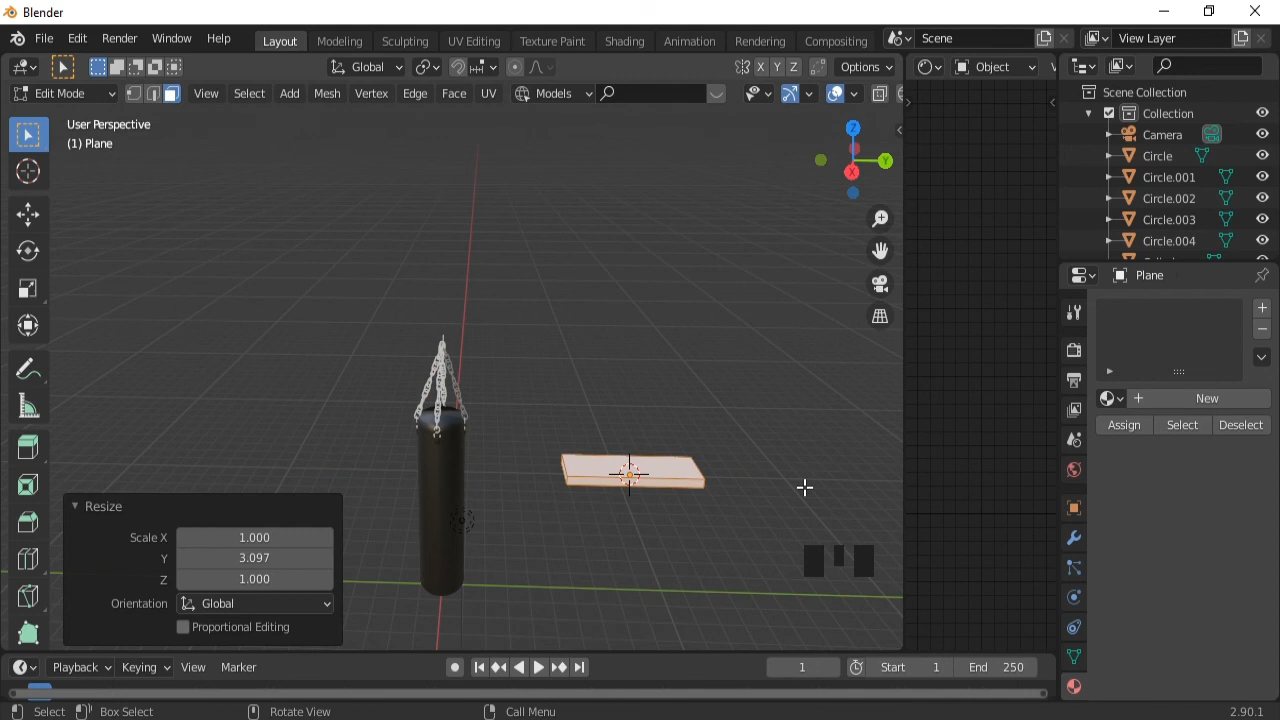 Blender
File Edit Render Window Help Layout Modeling Sculpting UV Editing Texture Paint Shading Animation Rendering Compositing Scene View Layer
Global X Y Z Options Object
Edit Mode View Select Add Mesh Vertex Edge Face UV Models
User Perspective
(1) Plane
Z
Y
X
Scene Collection
Collection
Camera
Circle
Circle.001
Circle.002
Circle.003
Circle.004
Plane
New
Assign Select Deselect
Resize
Scale X 1.000
Y 3.097
Z 1.000
Orientation Global
Proportional Editing
Playback Keying View Marker 1 Start 1 End 250
Select Box Select Rotate View Call Menu 2.90.1